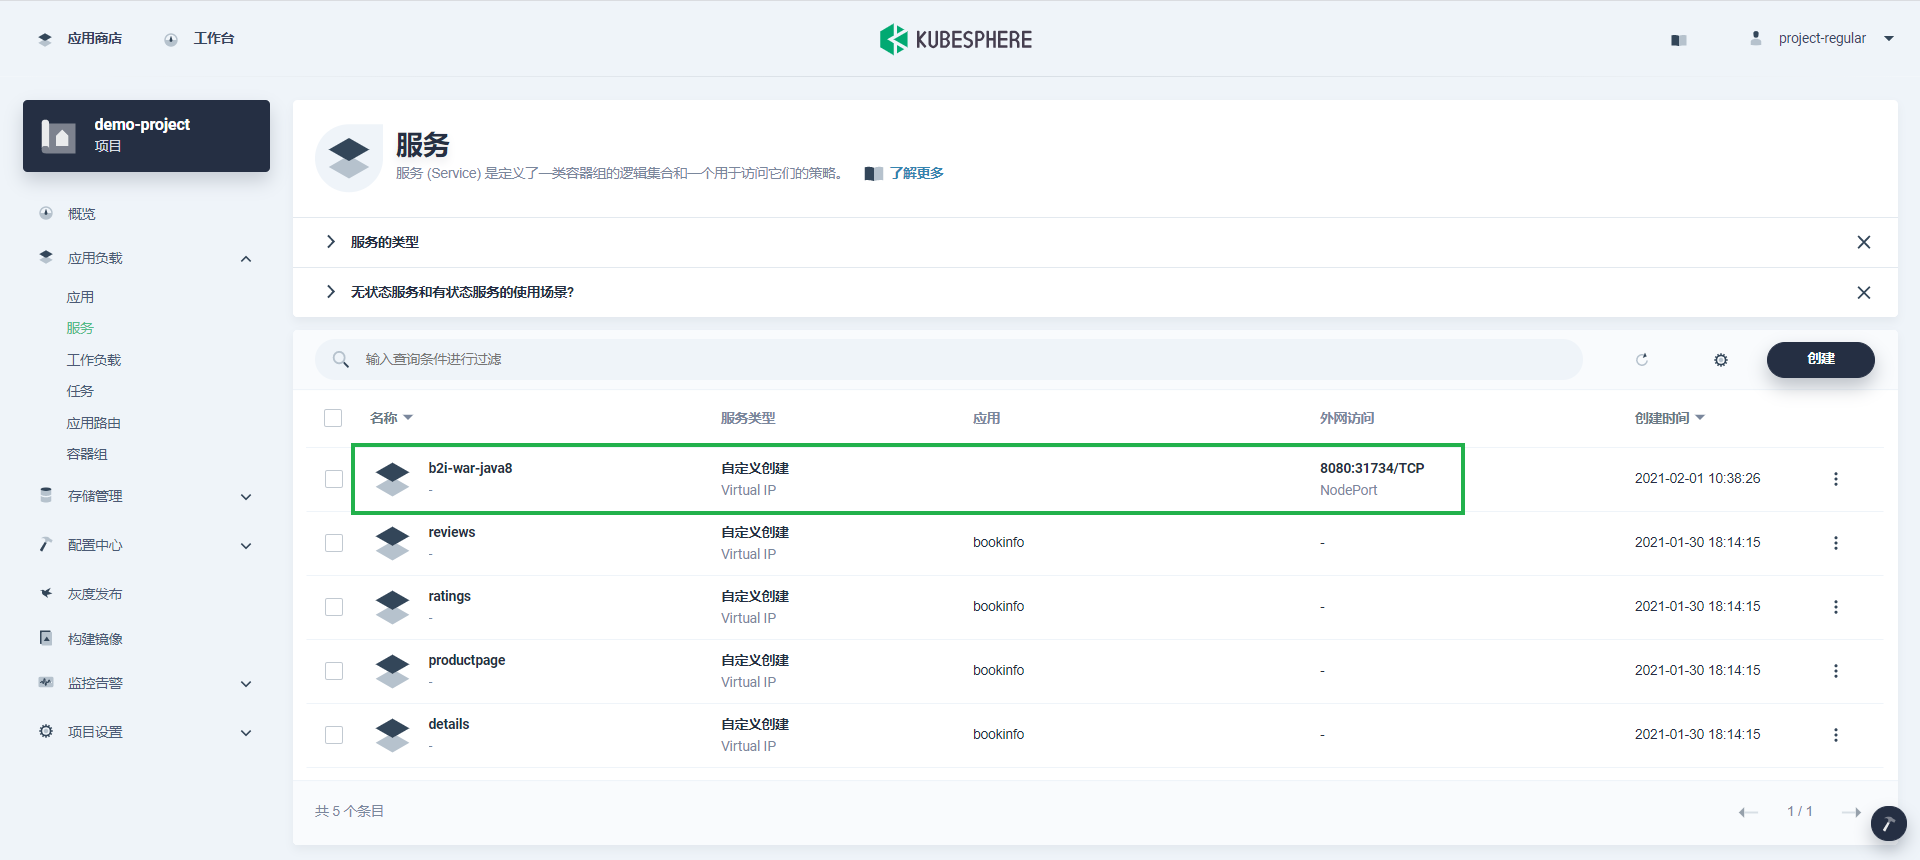 应用商店
工作台
KUBESPHERE
project-regular
demo-project
项目
概览
应用负载
应用
服务
工作负载
任务
应用路由
容器组
存储管理
配置中心
灰度发布
构建镜像
监控告警
项目设置
服务
服务 (Service) 是定义了一类容器组的逻辑集合和一个用于访问它们的策略。 了解更多
服务的类型
无状态服务和有状态服务的使用场景?
输入查询条件进行过滤
创建
名称 服务类型 应用 外网访问 创建时间
b2i-war-java8 自定义创建 8080:31734/TCP 2021-02-01 10:38:26
- Virtual IP NodePort
reviews 自定义创建 bookinfo - 2021-01-30 18:14:15
- Virtual IP
ratings 自定义创建 bookinfo - 2021-01-30 18:14:15
- Virtual IP
productpage 自定义创建 bookinfo - 2021-01-30 18:14:15
- Virtual IP
details 自定义创建 bookinfo - 2021-01-30 18:14:15
- Virtual IP
共 5 个条目
1 / 1